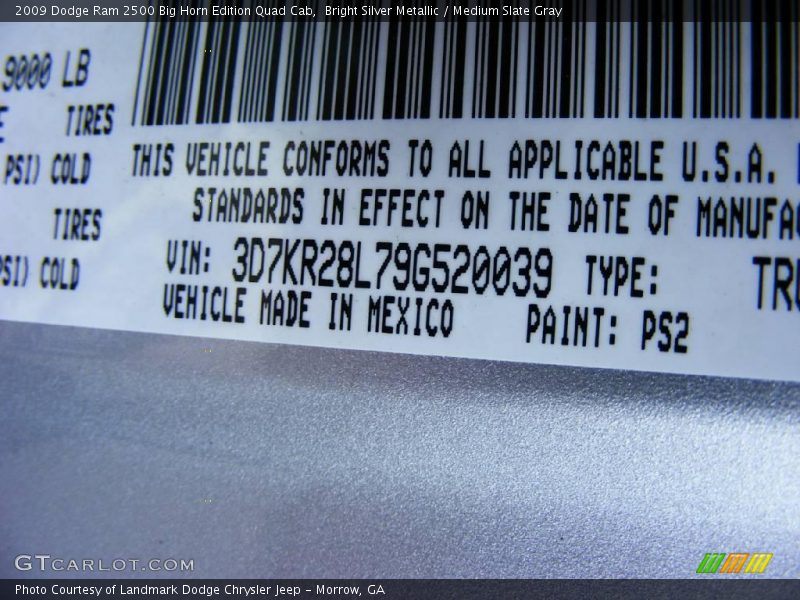 2009 Dodge Ram 2500 Big Horn Edition Quad Cab,  Bright Silver Metallic / Medium Slate Gray
9000 LB
TIRES
PSI) COLD
TIRES
PSI) COLD
THIS VEHICLE CONFORMS TO ALL APPLICABLE U.S.A.
STANDARDS IN EFFECT ON THE DATE OF MANUFA
VIN: 3D7KR28L79G520039 TYPE: TRU
VEHICLE MADE IN MEXICO PAINT: PS2
GTCARLOT.COM
Photo Courtesy of Landmark Dodge Chrysler Jeep – Morrow, GA